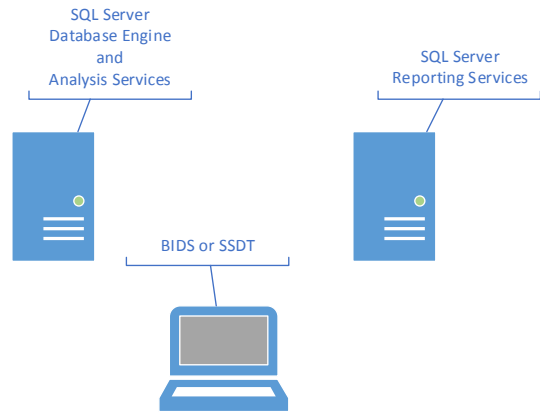 SQL Server
Database Engine
and
Analysis Services
SQL Server
Reporting Services
BIDS or SSDT